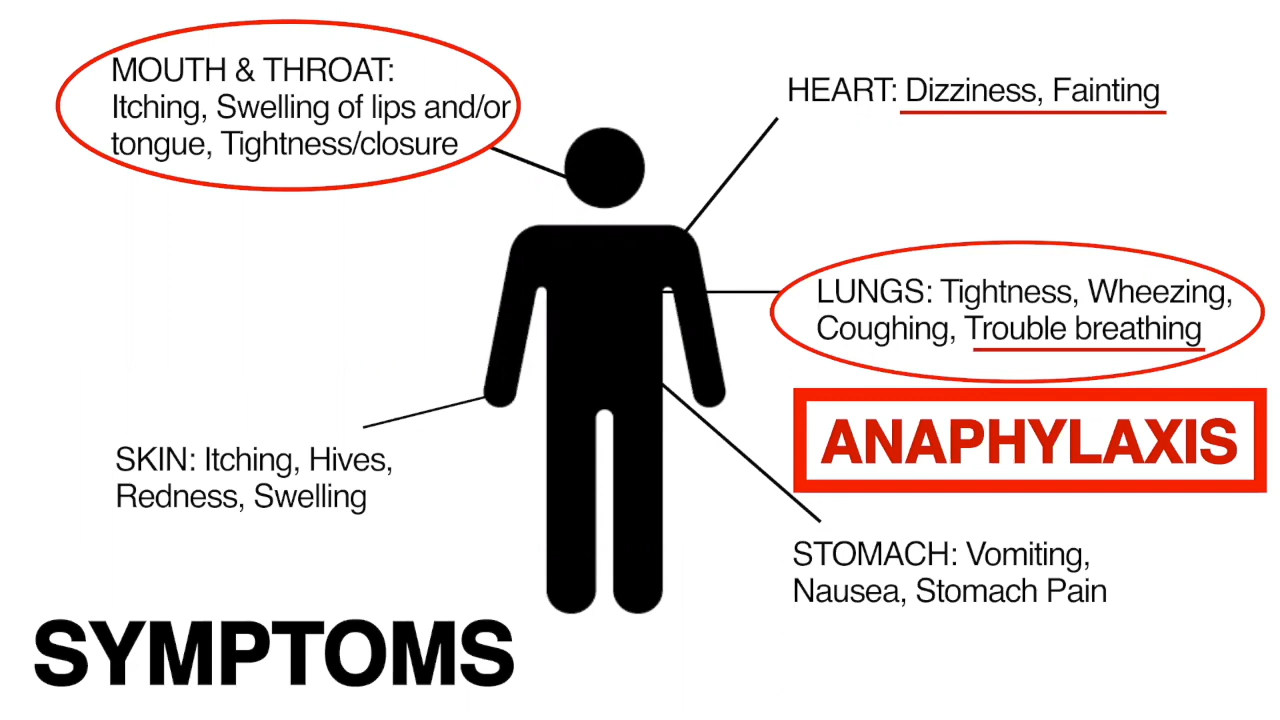 MOUTH & THROAT:
Itching, Swelling of lips and/or
tongue, Tightness/closure
HEART: Dizziness, Fainting
LUNGS: Tightness, Wheezing,
Coughing, Trouble breathing
ANAPHYLAXIS
SKIN: Itching, Hives,
Redness, Swelling
STOMACH: Vomiting,
Nausea, Stomach Pain
SYMPTOMS